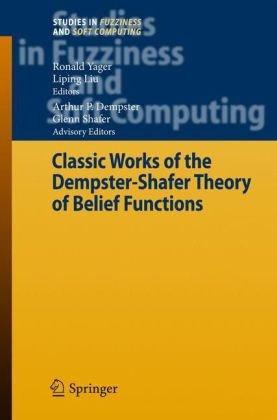 STUDIES IN FUZZINESS
AND SOFT COMPUTING
Studies
in Fuzziness
and
Soft Computing
Ronald Yager
Liping Liu
Editors
Arthur P. Dempster
Glenn Shafer
Advisory Editors
Classic Works of the
Dempster-Shafer Theory
of Belief Functions
Springer